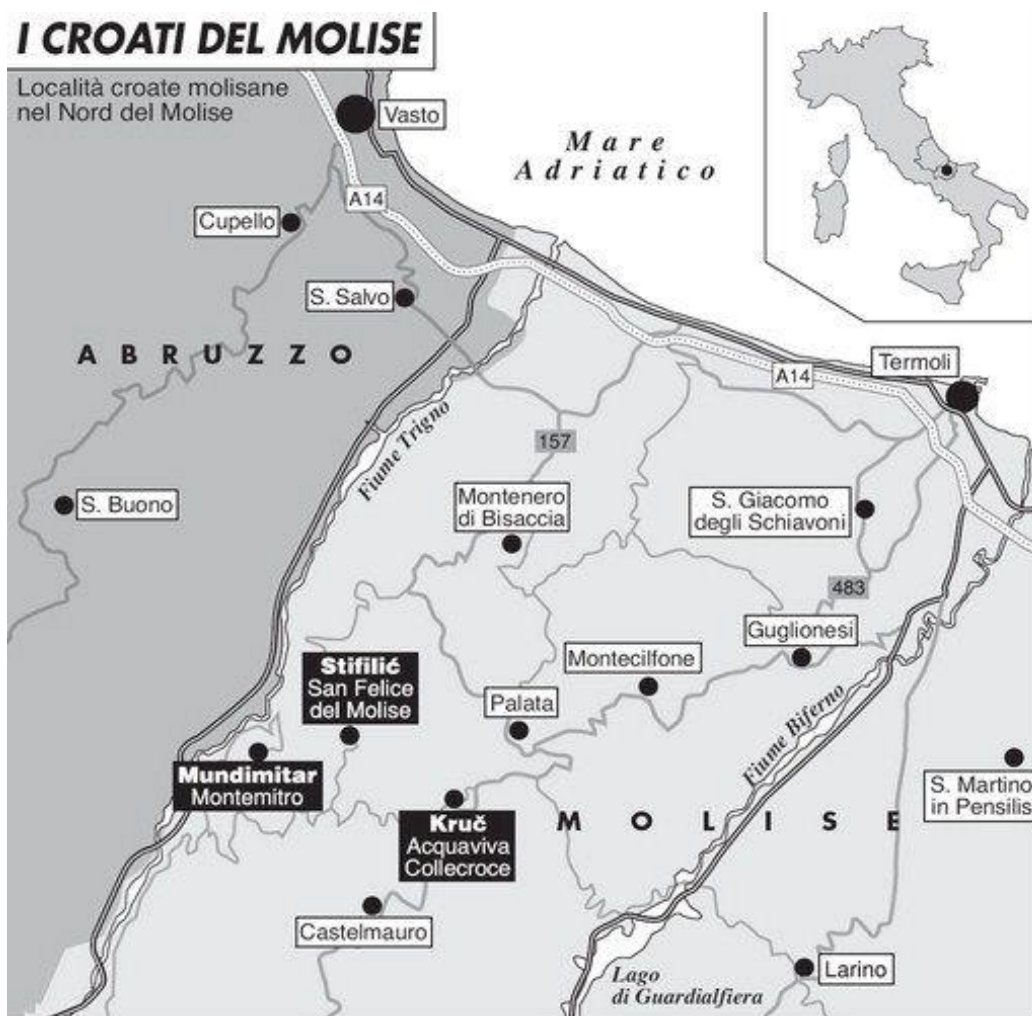 I CROATI DEL MOLISE
Località croate molisane
nel Nord del Molise
Vasto
Mare
Adriatico
A14
Cupello
S. Salvo
ABRUZZO
Termoli
A14
Fiume Trigno
157
S. Buono
Montenero
di Bisaccia
S. Giacomo
degli Schiavoni
483
Guglionesi
Stifilić
San Felice
del Molise
Montecilfone
Palata
Fiume Biferno
Mundimitar
Montemitro
S. Martino
in Pensilis
Kruč
Acquaviva
Collecroce
MOLISE
Castelmauro
Larino
Lago
di Guardialfiera